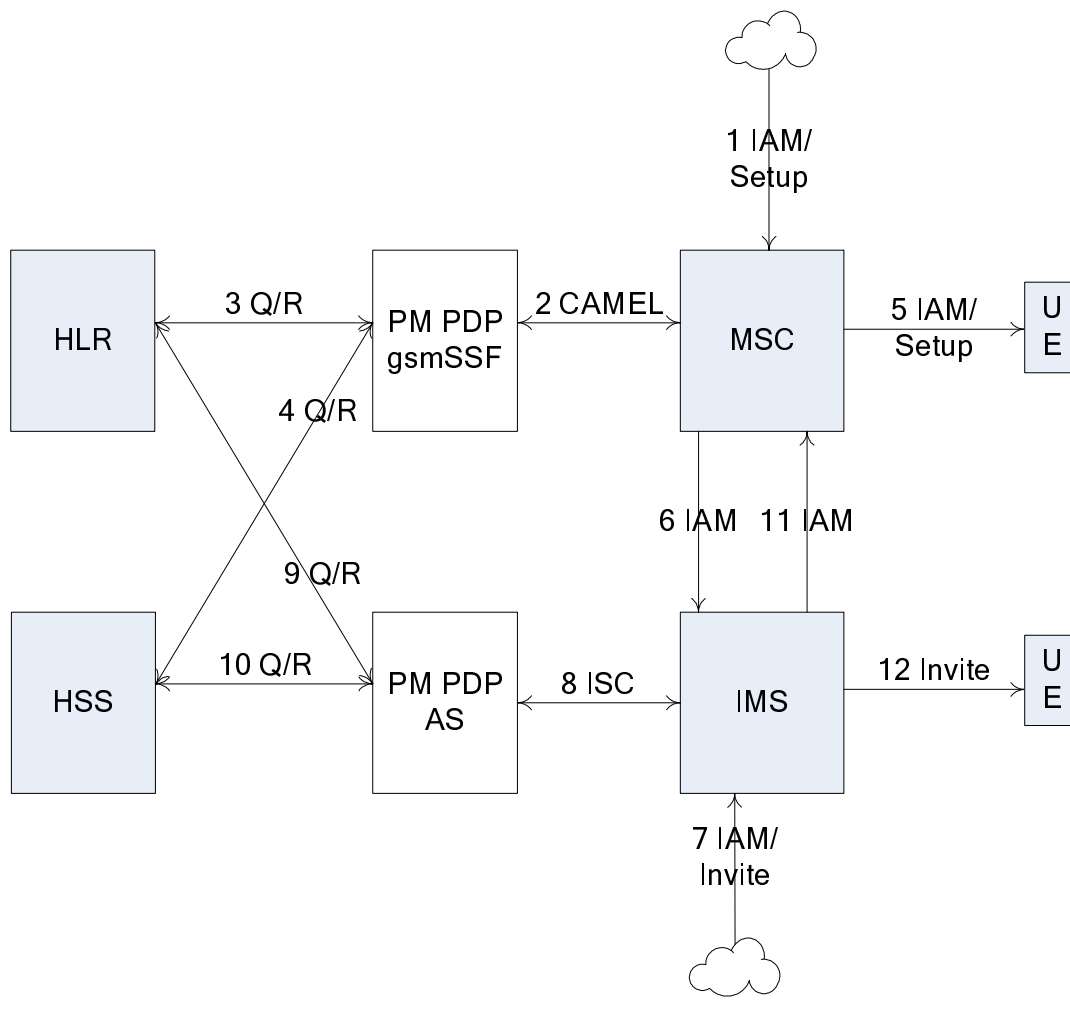 1 IAM/
Setup
HLR
3 Q/R
PM PDP
gsmSSF
2 CAMEL
MSC
5 IAM/
Setup
U
E
4 Q/R
6 IAM
11 IAM
9 Q/R
HSS
10 Q/R
PM PDP
AS
8 ISC
IMS
12 Invite
U
E
7 IAM/
Invite